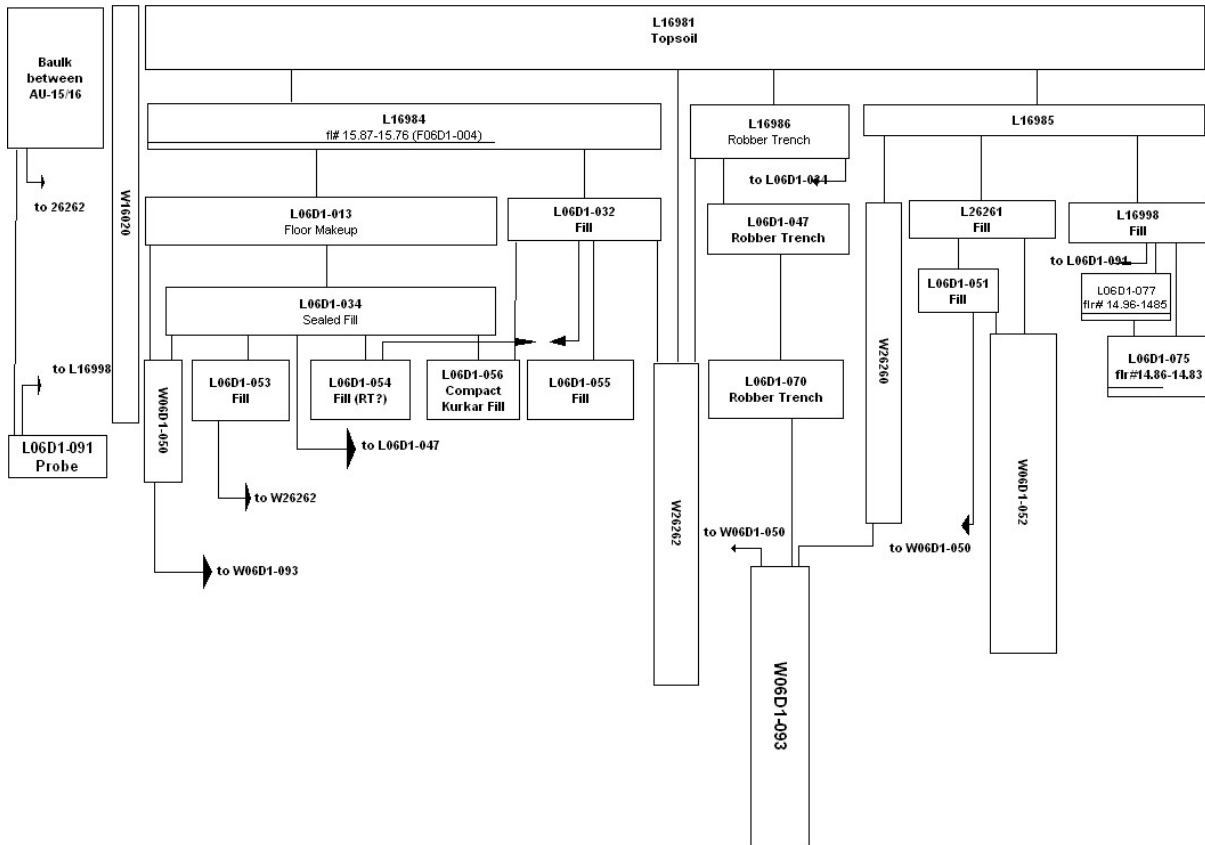 L16981
Topsoil
Baulk
between
AU-15/16
W16020
L16984
fl# 15.87-15.76 (F06D1-004)
L16986
Robber Trench
L16985
to L06D1-031
to 26262
L06D1-013
Floor Makeup
L06D1-032
Fill
L06D1-047
Robber Trench
L26261
Fill
L16998
Fill
to L06D1-091
L06D1-051
Fill
L06D1-077
flr# 14.96-1485
L06D1-034
Sealed Fill
to L16998
W06D1-050
L06D1-053
Fill
L06D1-054
Fill (RT?)
L06D1-056
Compact
Kurkar Fill
L06D1-055
Fill
W26262
L06D1-070
Robber Trench
W26260
W06D1-052
L06D1-075
flr#14.86-14.83
L06D1-091
Probe
to L06D1-047
to W26262
to W06D1-050
to W06D1-050
to W06D1-093
W06D1-093